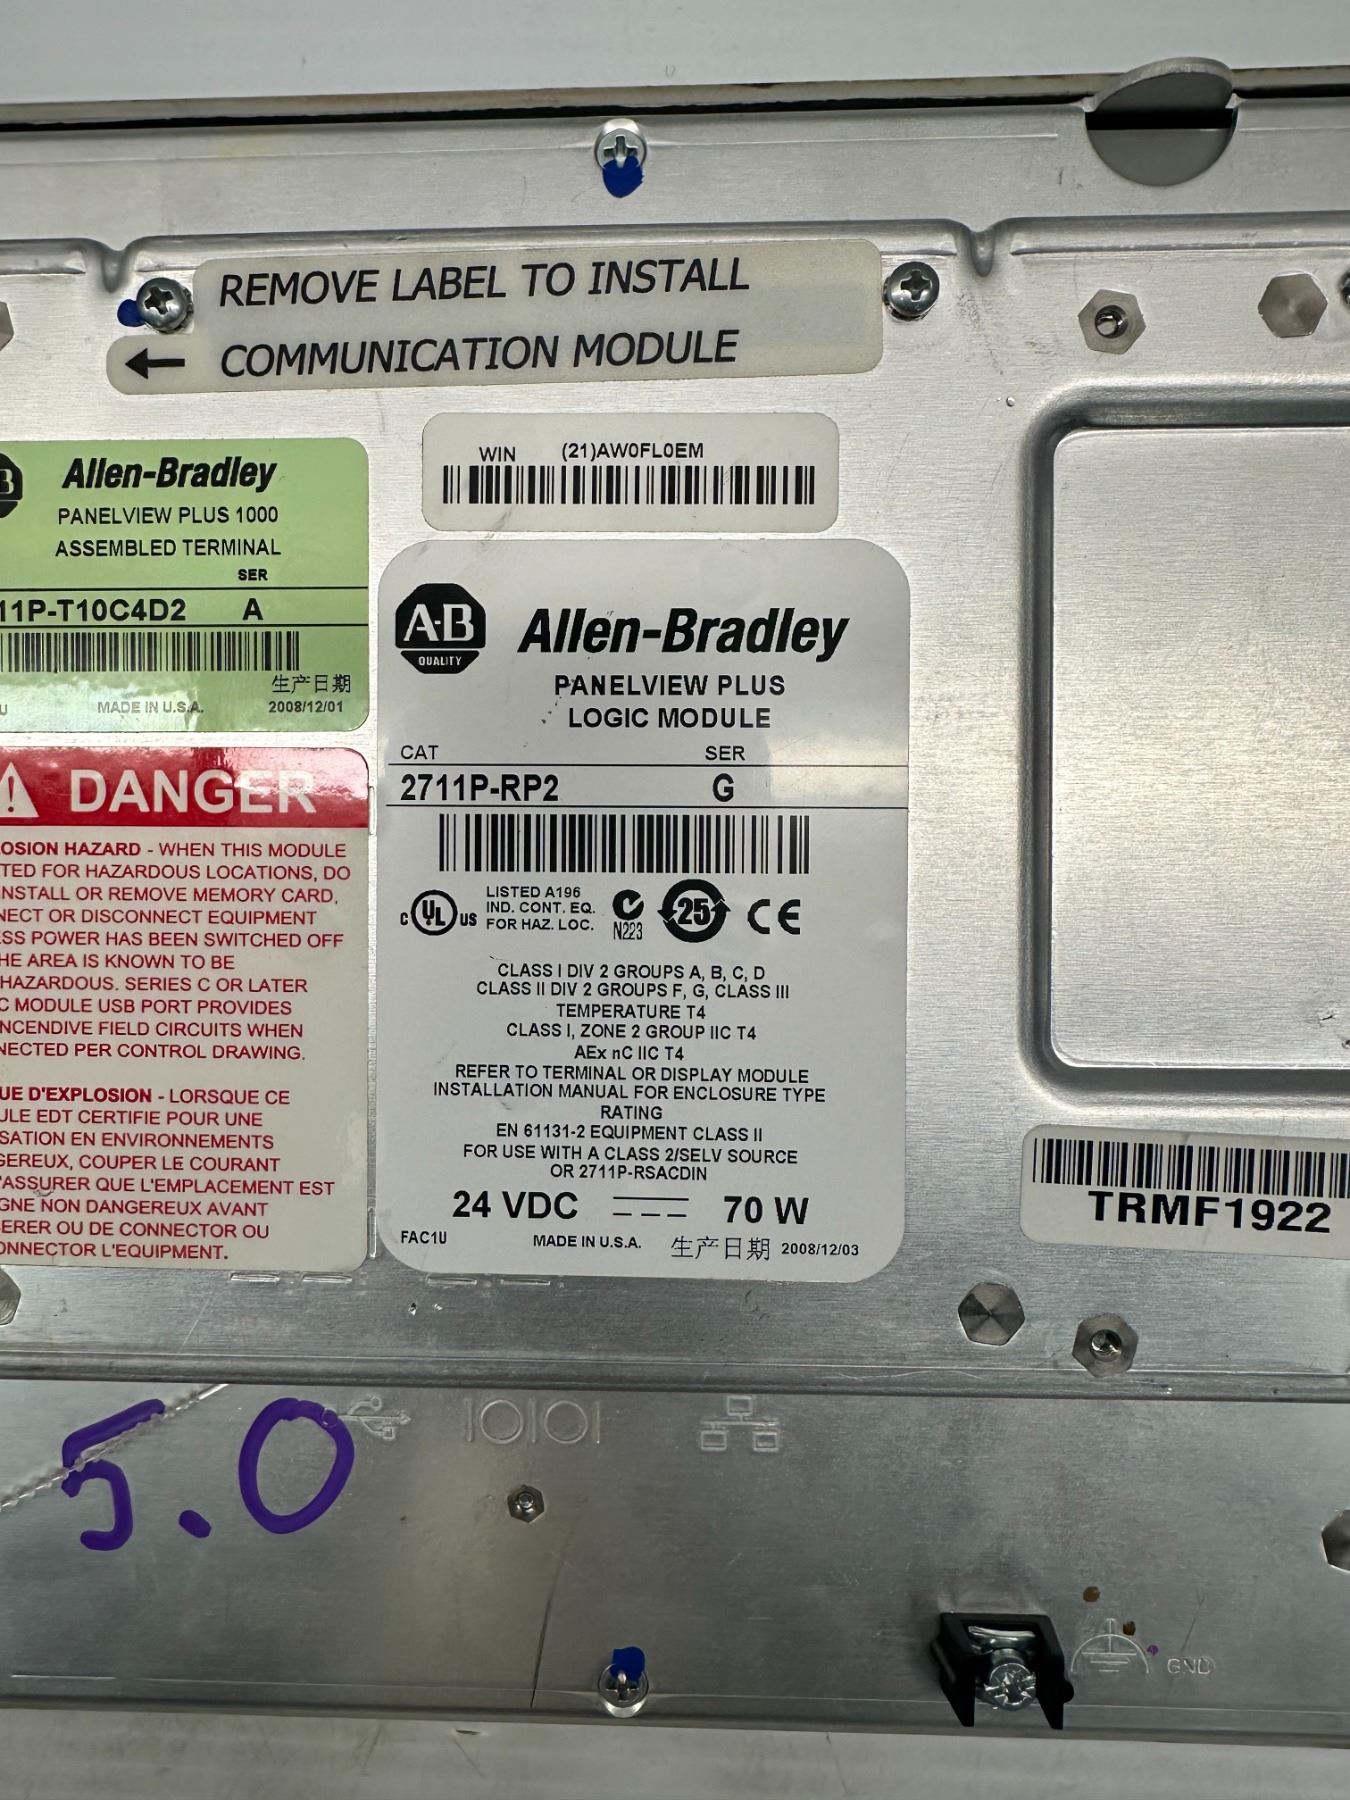 REMOVE LABEL TO INSTALL
← COMMUNICATION MODULE
WIN (21)AW0FL0EM
Allen-Bradley
PANELVIEW PLUS 1000
ASSEMBLED TERMINAL
SER
11P-T10C4D2 A
生产日期
MADE IN U.S.A. 2008/12/01
DANGER
OSION HAZARD - WHEN THIS MODULE
TED FOR HAZARDOUS LOCATIONS, DO
NSTALL OR REMOVE MEMORY CARD,
NECT OR DISCONNECT EQUIPMENT
SS POWER HAS BEEN SWITCHED OFF
HE AREA IS KNOWN TO BE
HAZARDOUS. SERIES C OR LATER
C MODULE USB PORT PROVIDES
NCENDIVE FIELD CIRCUITS WHEN
NECTED PER CONTROL DRAWING.
UE D'EXPLOSION - LORSQUE CE
ULE EDT CERTIFIE POUR UNE
SATION EN ENVIRONNEMENTS
GEREUX, COUPER LE COURANT
'ASSURER QUE L'EMPLACEMENT EST
GNE NON DANGEREUX AVANT
SERER OU DE CONNECTOR OU
ONNECTOR L'EQUIPMENT.
A-B
QUALITY
Allen-Bradley
PANELVIEW PLUS
LOGIC MODULE
CAT SER
2711P-RP2 G
C UL US
LISTED A196
IND. CONT. EQ.
FOR HAZ. LOC.
N223
25
CE
CLASS I DIV 2 GROUPS A, B, C, D
CLASS II DIV 2 GROUPS F, G, CLASS III
TEMPERATURE T4
CLASS I, ZONE 2 GROUP IIC T4
AEx nC IIC T4
REFER TO TERMINAL OR DISPLAY MODULE
INSTALLATION MANUAL FOR ENCLOSURE TYPE
RATING
EN 61131-2 EQUIPMENT CLASS II
FOR USE WITH A CLASS 2/SELV SOURCE
OR 2711P-RSACDIN
24 VDC 70 W
FAC1U MADE IN U.S.A. 生产日期 2008/12/03
TRMF1922
5.0
IOIOI
GND